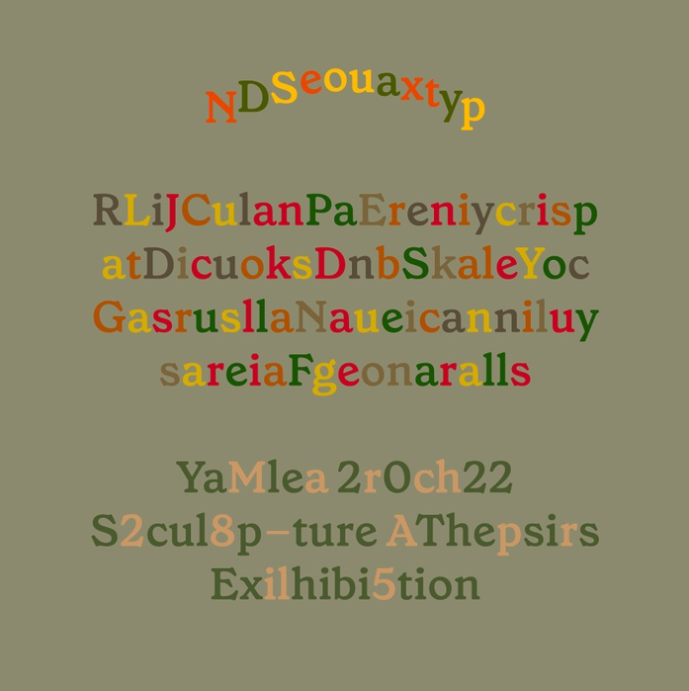 NDSeouaxtyp
RLiJCulanPaEreniycrisp
atDicuoksDnbSkaleYoc
GasrusllaNaueicanniluy
sareiaFgeonaralls
YaMlea 2r0ch22
S2cul8p–ture AThepsirs
Exilhibi5tion